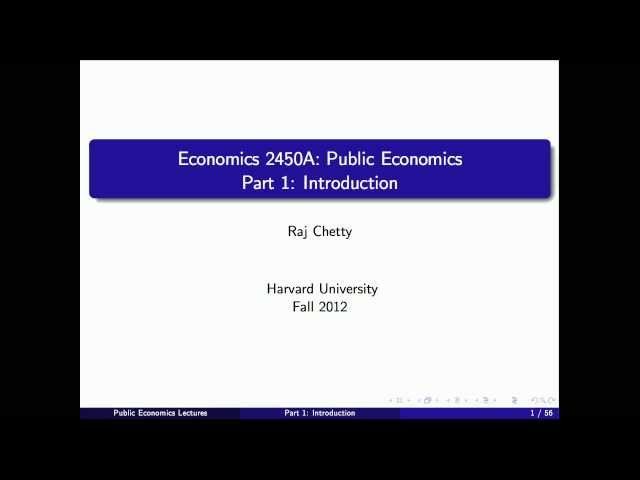 Economics 2450A: Public Economics
Part 1: Introduction
Raj Chetty
Harvard University
Fall 2012
Public Economics Lectures
Part 1: Introduction
1 / 56